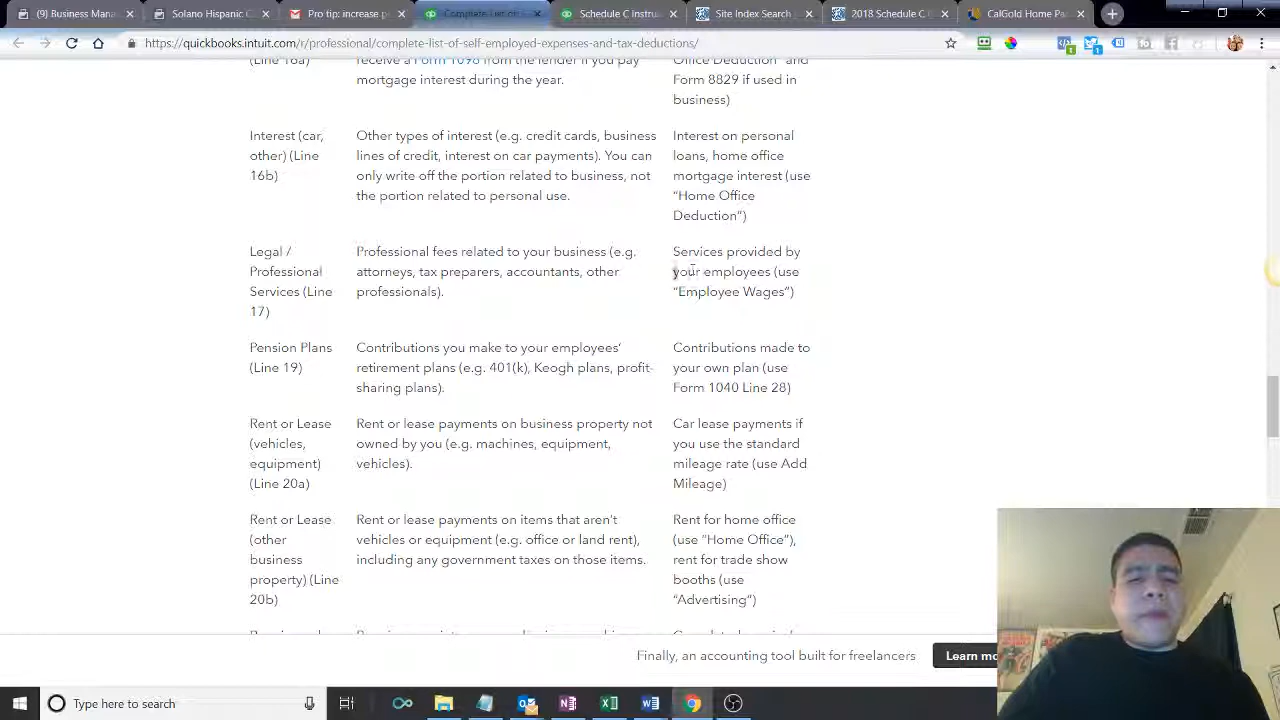 (9) Business Mana
Solano Hispanic C
Pro tip: increase p
Complete List of S
Schedule C Instru
Site Index Search
2018 Schedule C
CalGold Home Pa
https://quickbooks.intuit.com/r/professional/complete-list-of-self-employed-expenses-and-tax-deductions/
(Line 16a)
receive a Form 1098 from the lender if you pay
mortgage interest during the year.
Office Deduction" and
Form 8829 if used in
business)
Interest (car,
other) (Line
16b)
Other types of interest (e.g. credit cards, business
lines of credit, interest on car payments). You can
only write off the portion related to business, not
the portion related to personal use.
Interest on personal
loans, home office
mortgage interest (use
“Home Office
Deduction”)
Legal /
Professional
Services (Line
17)
Professional fees related to your business (e.g.
attorneys, tax preparers, accountants, other
professionals).
Services provided by
your employees (use
“Employee Wages”)
Pension Plans
(Line 19)
Contributions you make to your employees’
retirement plans (e.g. 401(k), Keogh plans, profit-
sharing plans).
Contributions made to
your own plan (use
Form 1040 Line 28)
Rent or Lease
(vehicles,
equipment)
(Line 20a)
Rent or lease payments on business property not
owned by you (e.g. machines, equipment,
vehicles).
Car lease payments if
you use the standard
mileage rate (use Add
Mileage)
Rent or Lease
(other
business
property) (Line
20b)
Rent or lease payments on items that aren’t
vehicles or equipment (e.g. office or land rent),
including any government taxes on those items.
Rent for home office
(use “Home Office”),
rent for trade show
booths (use
“Advertising”)
Finally, an accounting tool built for freelancers
Learn mo
Type here to search